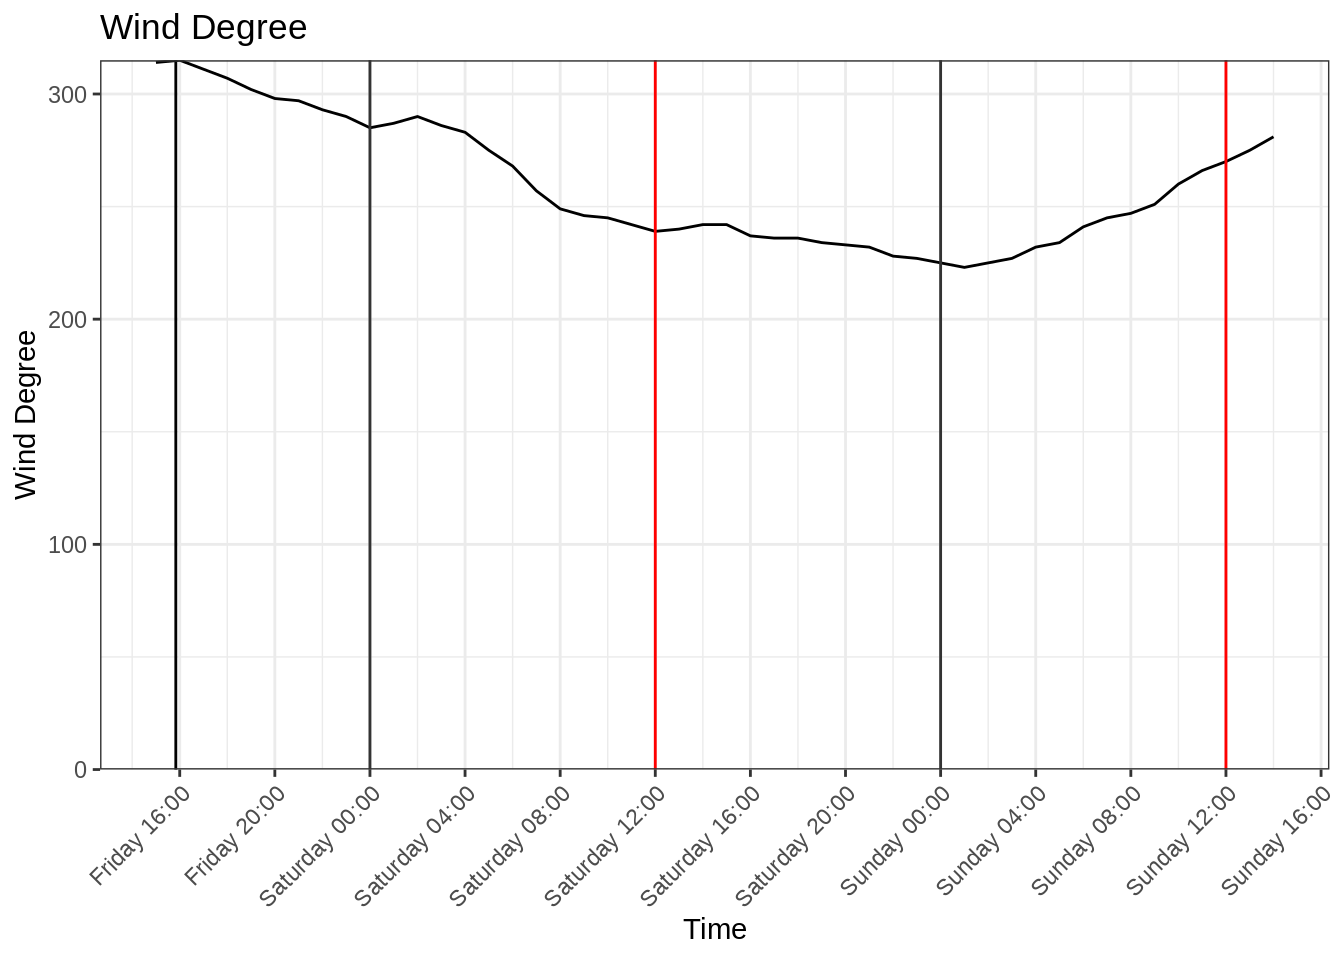 Wind Degree
Wind Degree
300
200
100
0
Friday 16:00
Friday 20:00
Saturday 00:00
Saturday 04:00
Saturday 08:00
Saturday 12:00
Saturday 16:00
Saturday 20:00
Sunday 00:00
Sunday 04:00
Sunday 08:00
Sunday 12:00
Sunday 16:00
Time